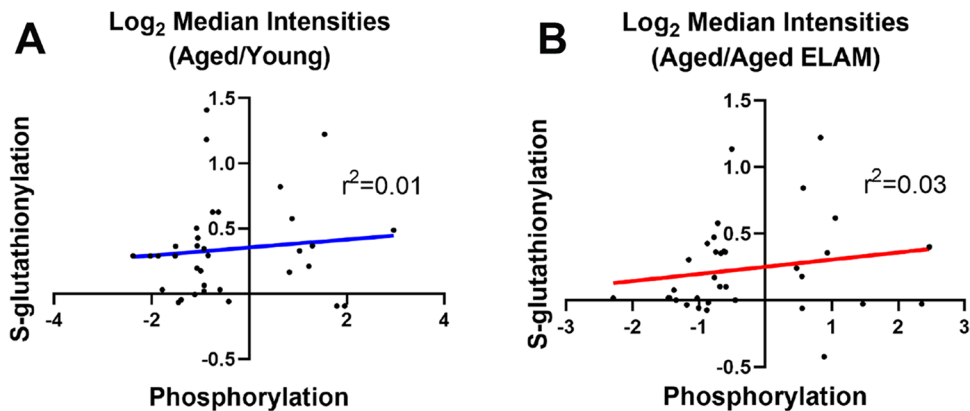 A
Log2 Median Intensities
(Aged/Young)
S-glutathionylation
1.5
1.0
0.5
-0.5
-4
-2
2
4
r2=0.01
Phosphorylation
B
Log2 Median Intensities
(Aged/Aged ELAM)
S-glutathionylation
1.5
1.0
0.5
-0.5
-3
-2
-1
1
2
3
r2=0.03
Phosphorylation